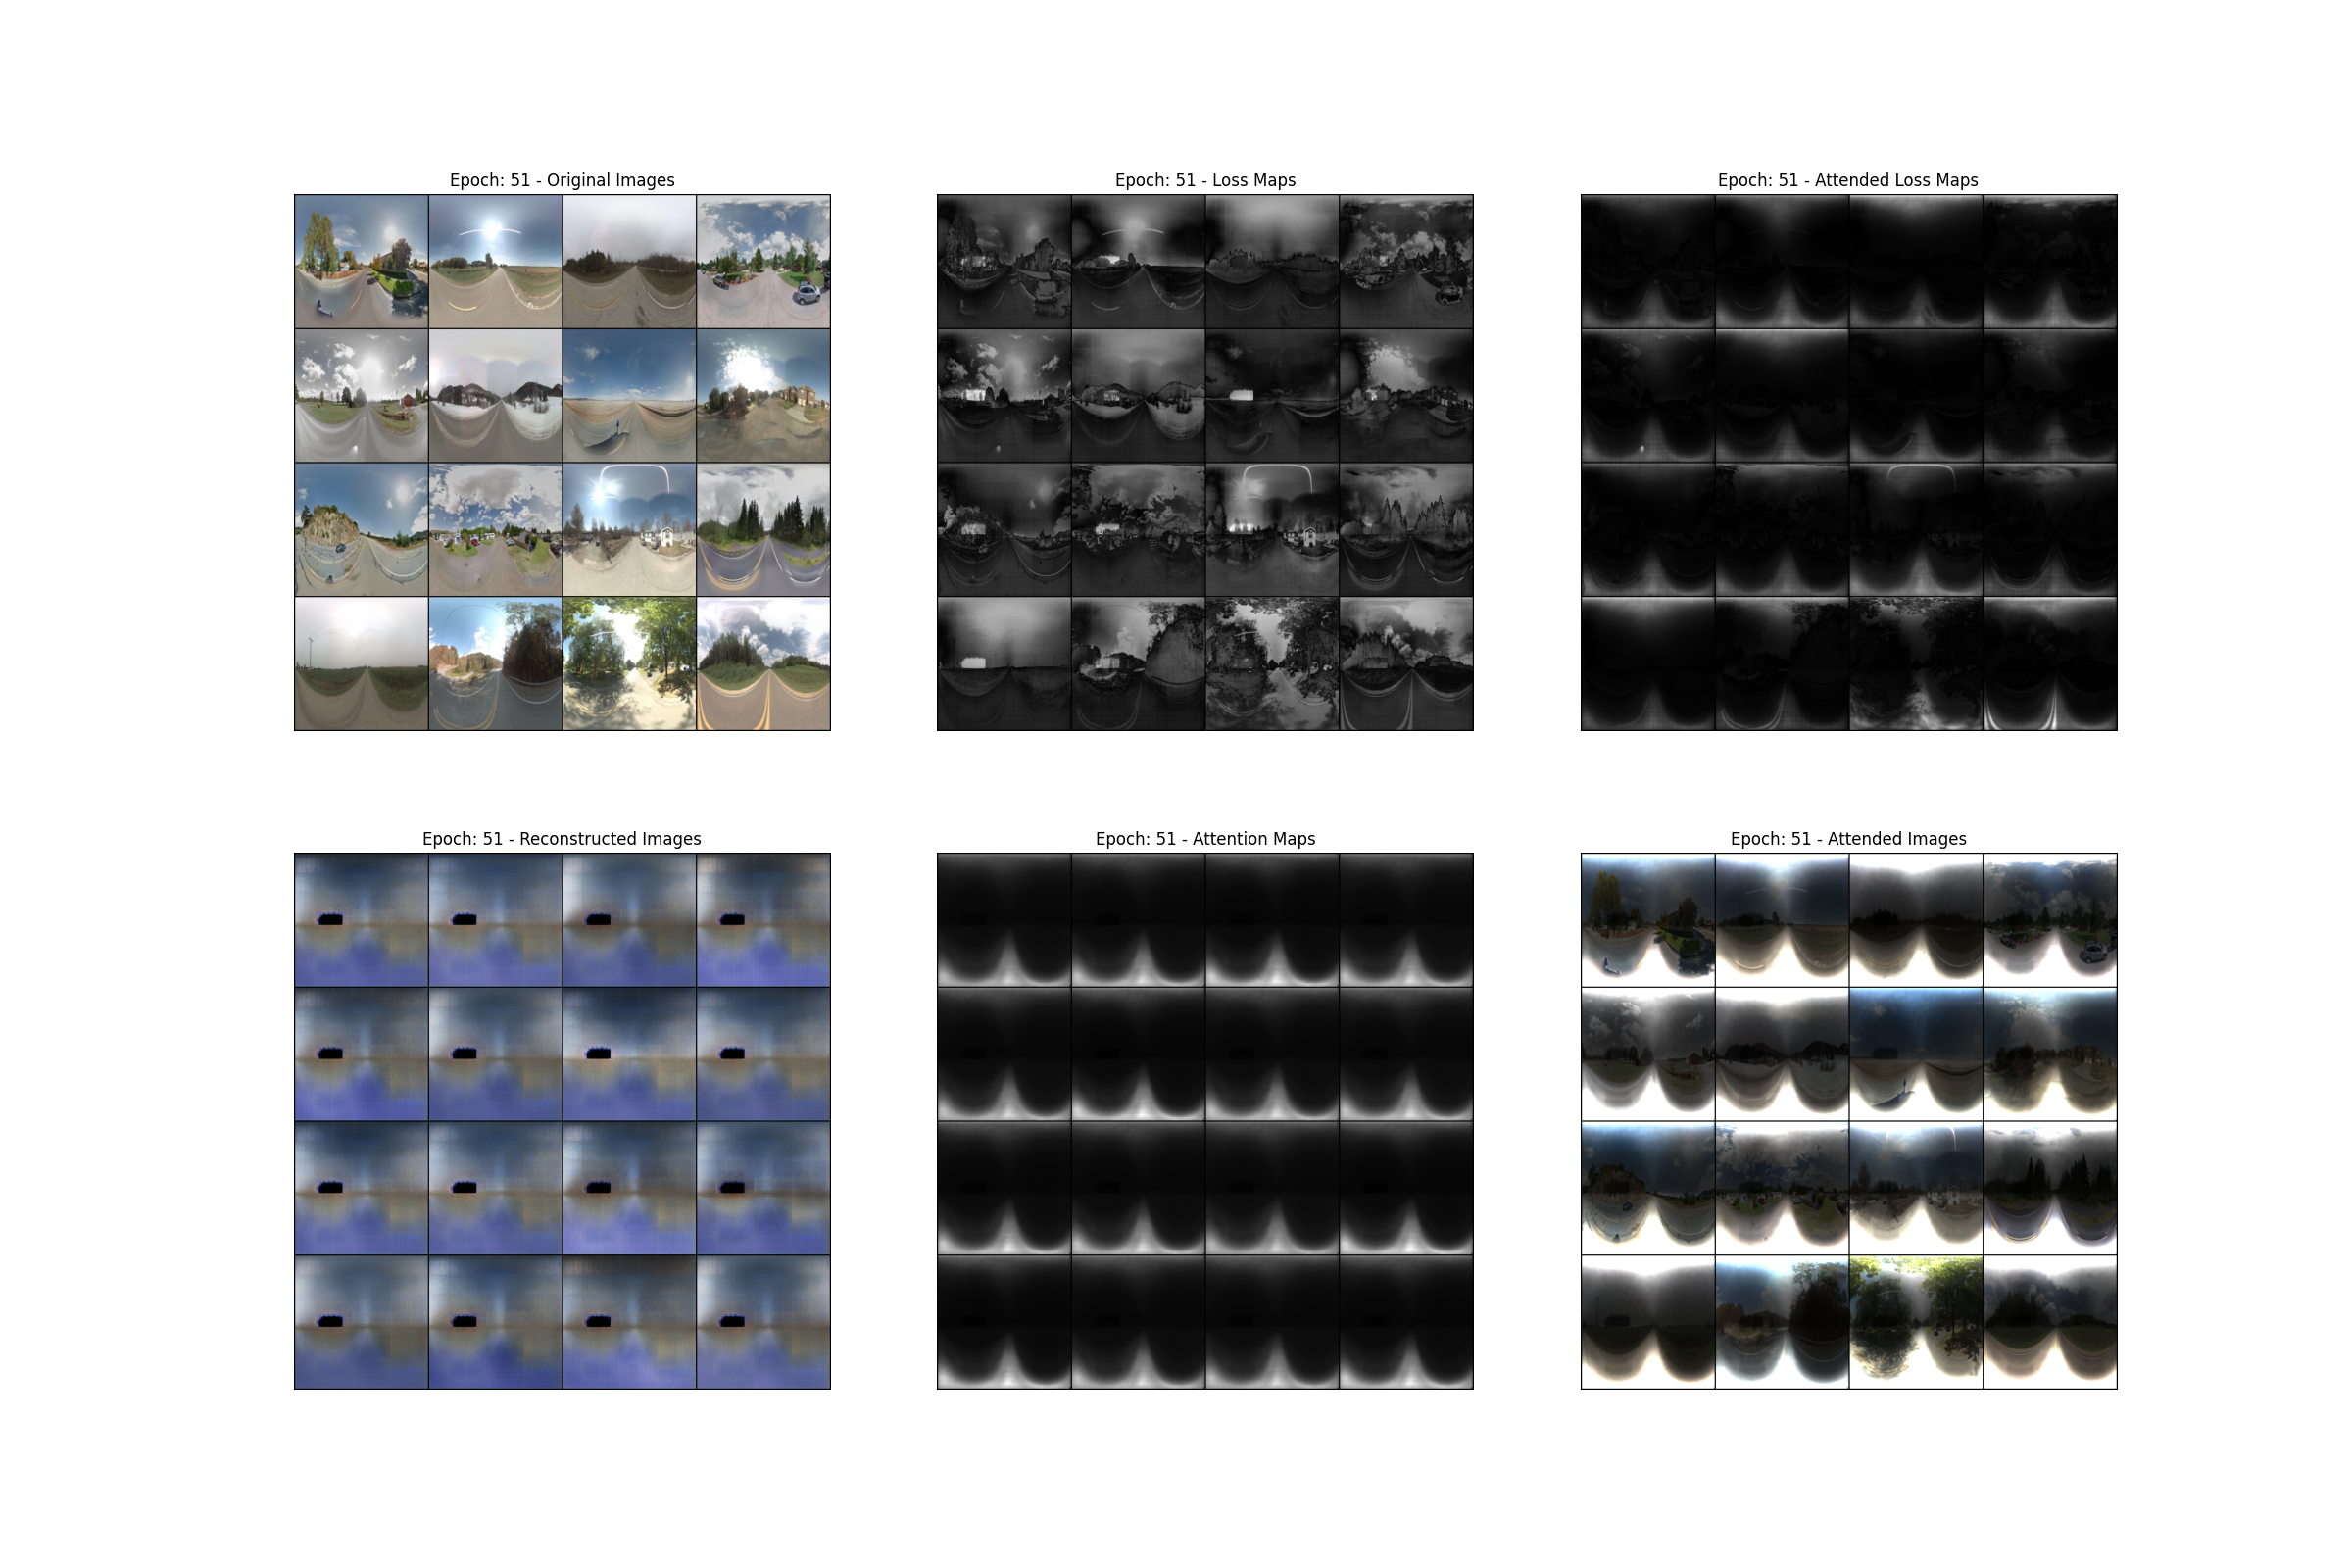 Epoch: 51 - Original Images
Epoch: 51 - Loss Maps
Epoch: 51 - Attended Loss Maps
Epoch: 51 - Reconstructed Images
Epoch: 51 - Attention Maps
Epoch: 51 - Attended Images